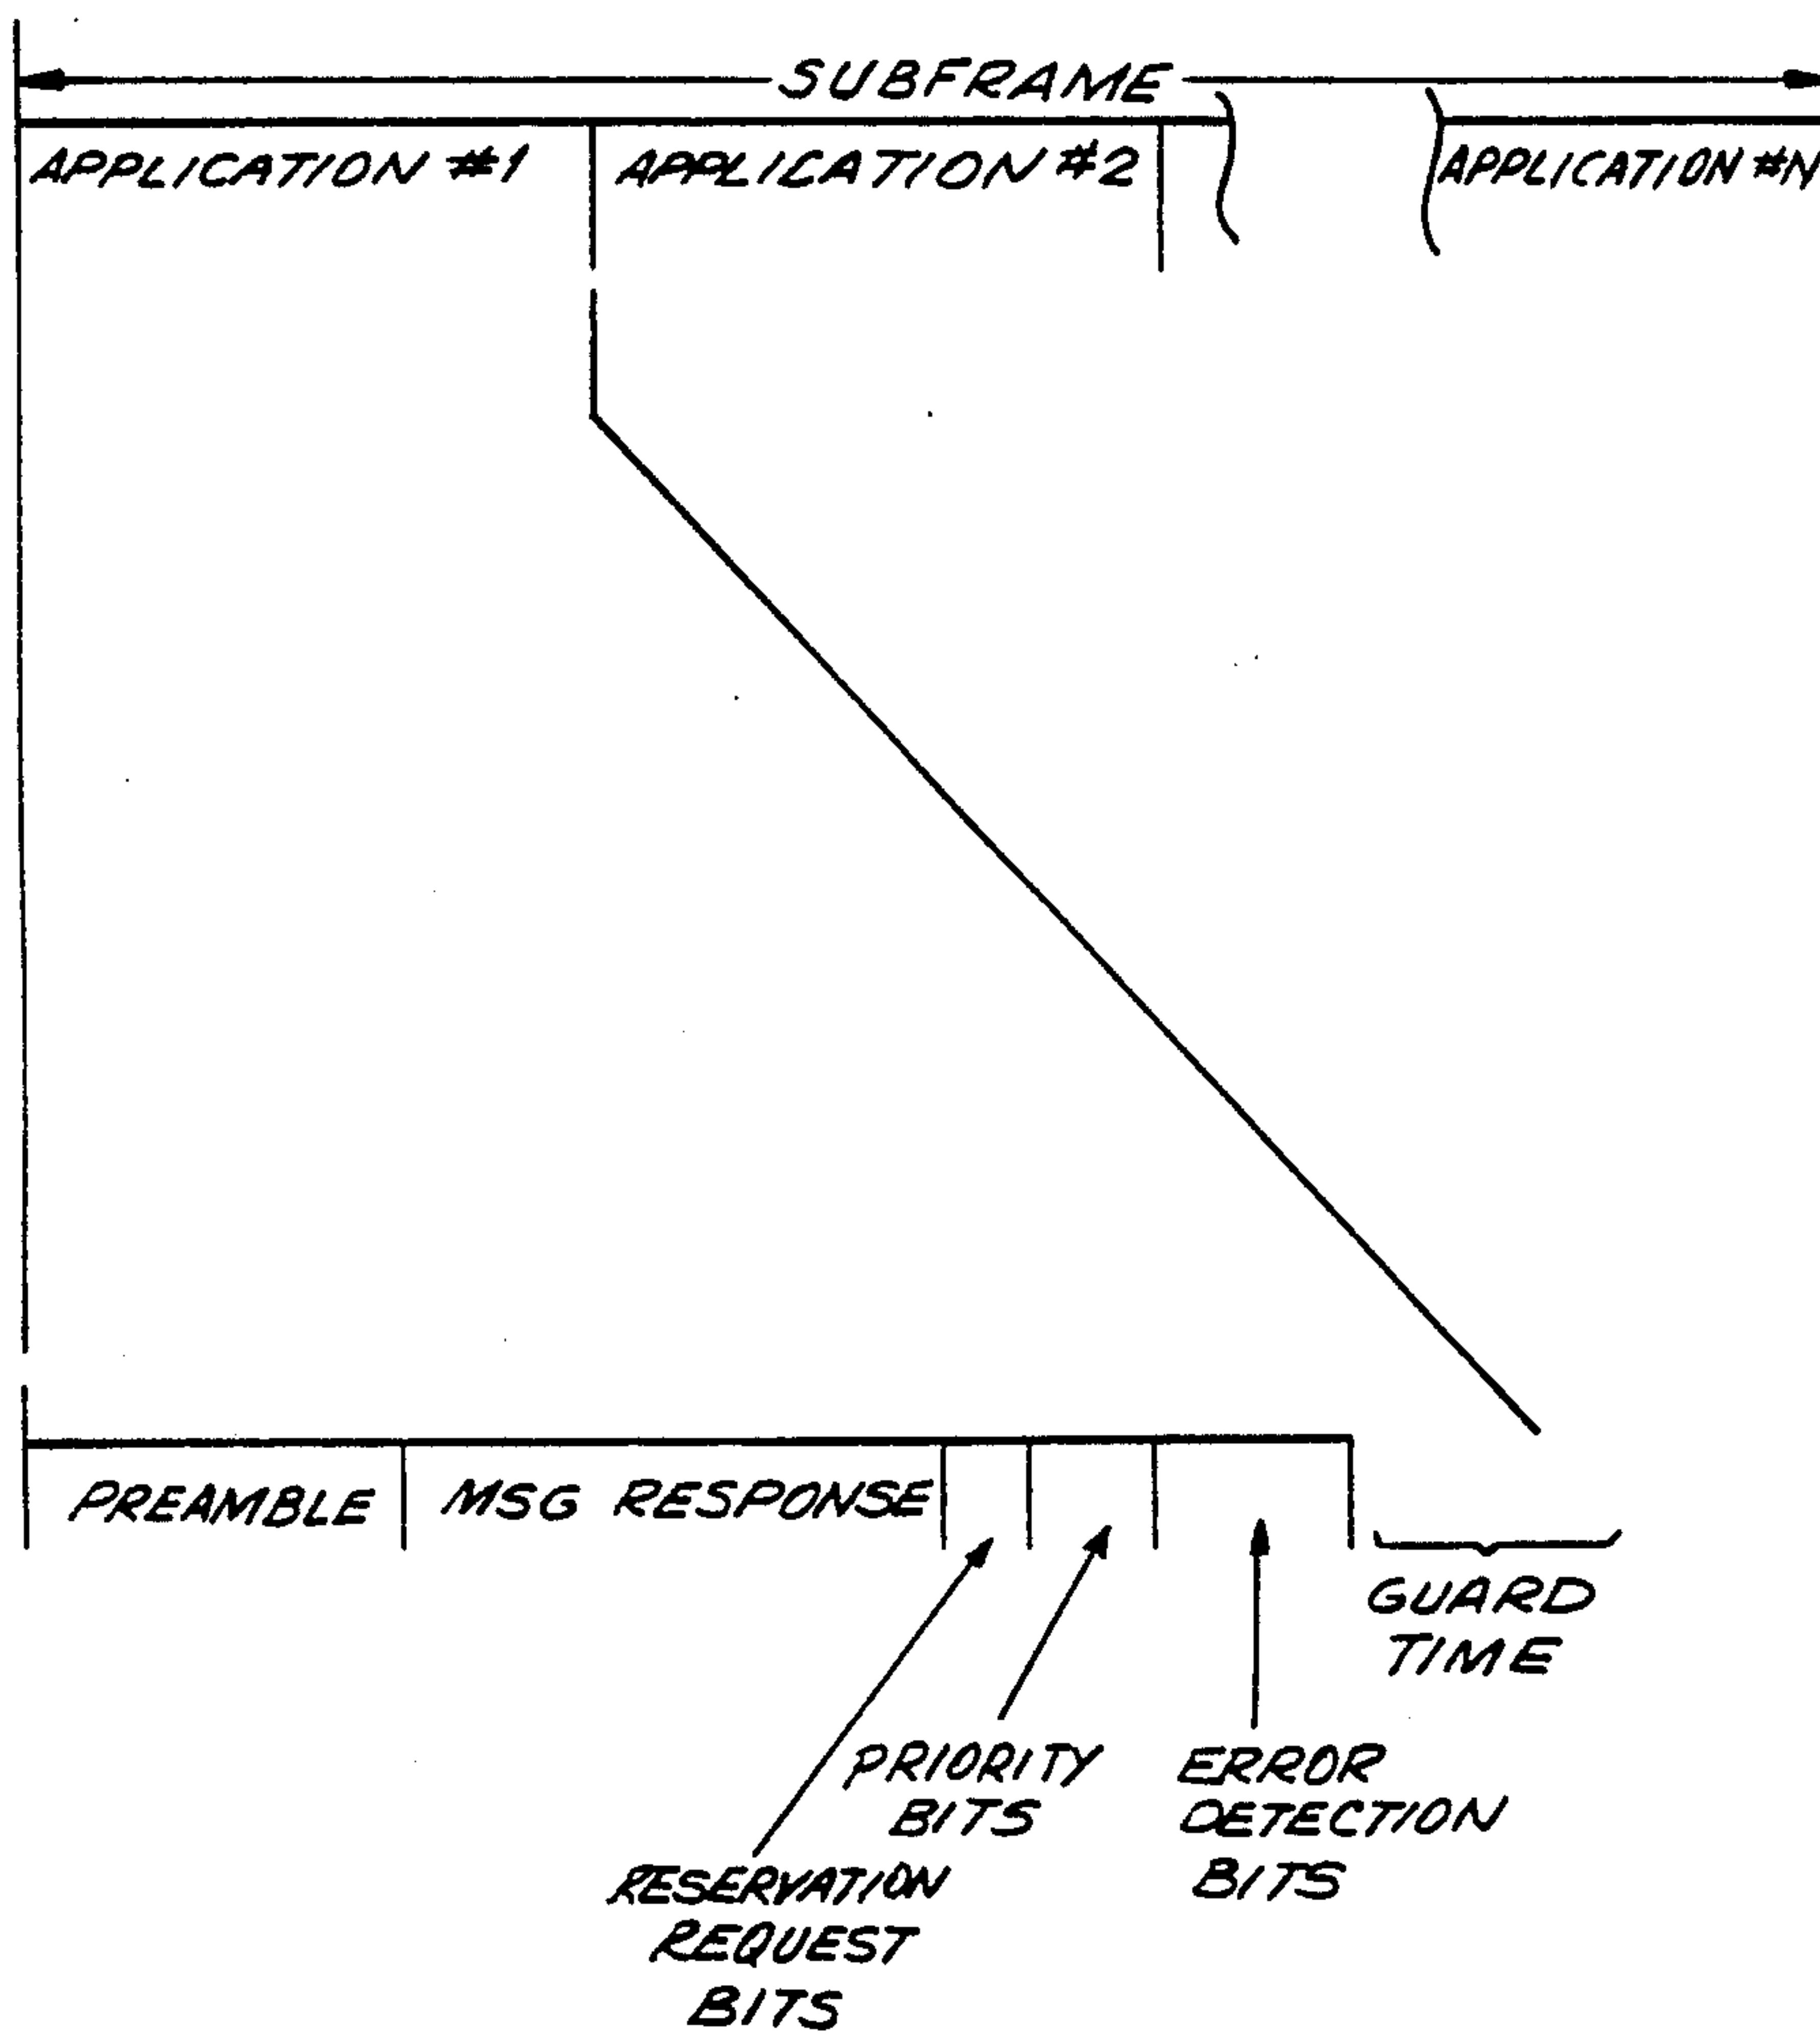 SUBFRAME
APPLICATION #1 APPLICATION #2 APPLICATION #N
PREAMBLE MSG RESPONSE
GUARD
TIME
PRIORITY
BITS
ERROR
DETECTION
BITS
RESERVATION
REQUEST
BITS